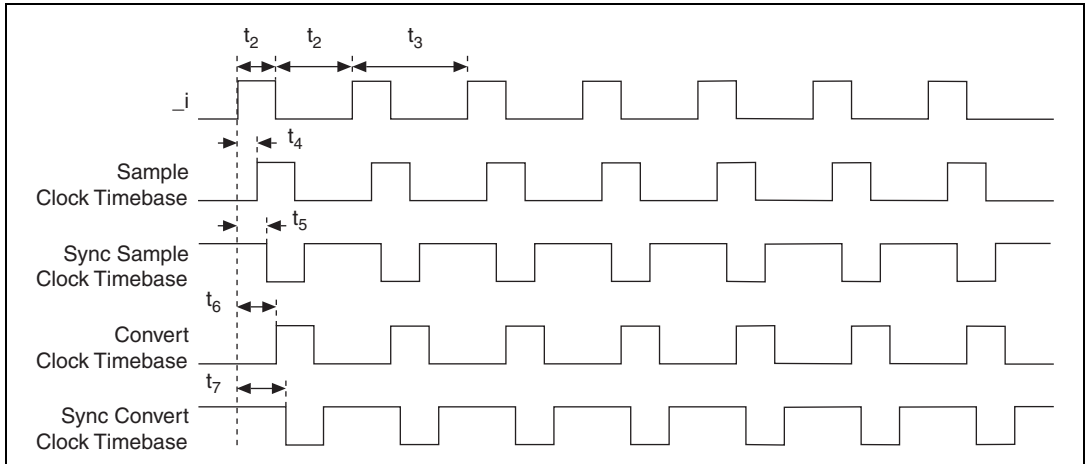 t2 t2 t3
_i
t4
Sample
Clock Timebase
t5
Sync Sample
Clock Timebase
t6
Convert
Clock Timebase
t7
Sync Convert
Clock Timebase